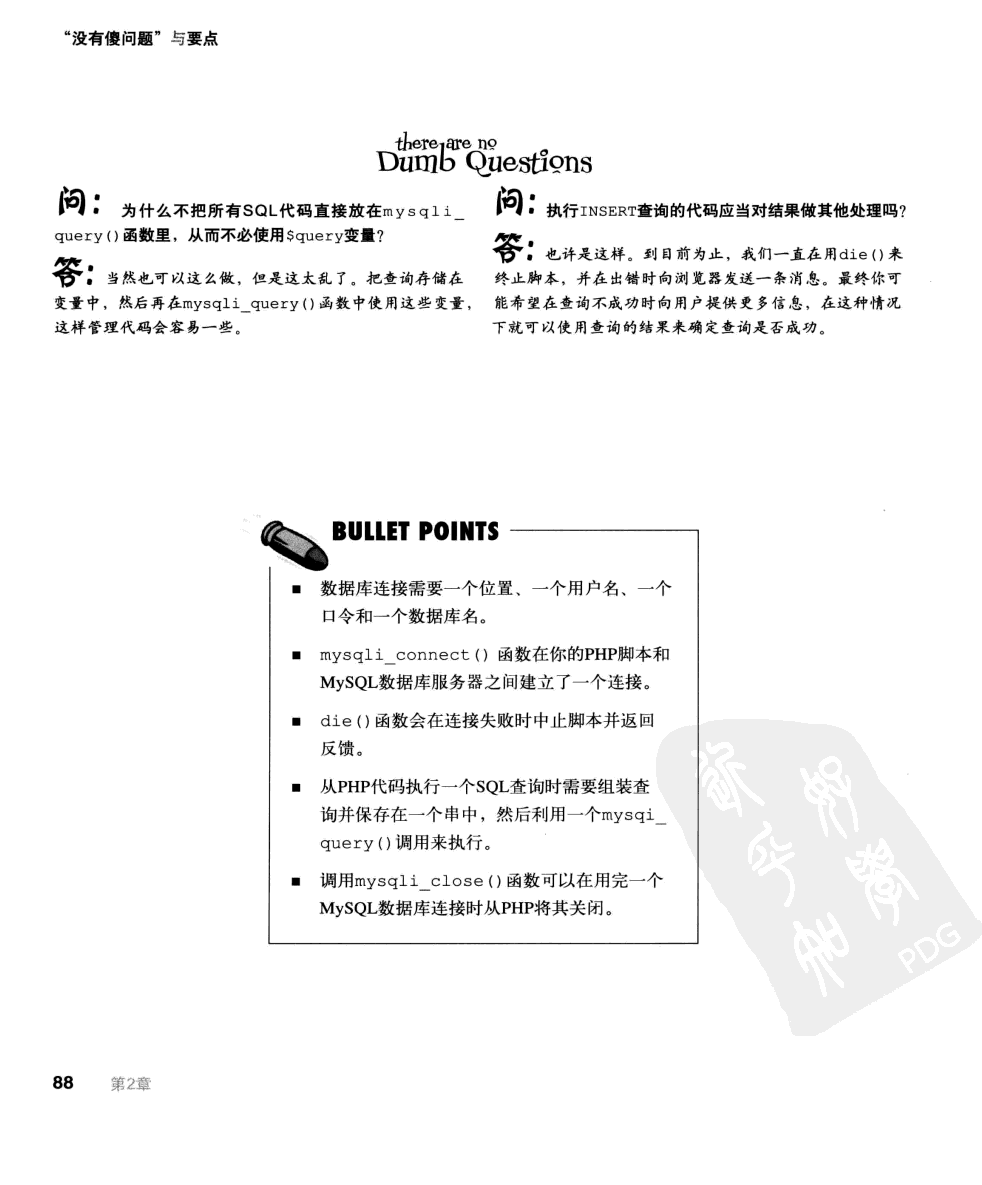 “没有傻问题”与要点
there are no
Dumb Questions
问：为什么不把所有SQL代码直接放在mysqli_
query()函数里，从而不必使用$query变量？
答：当然也可以这么做，但是这太乱了。把查询存储在
变量中，然后再在mysqli_query()函数中使用这些变量，
这样管理代码会容易一些。
问：执行INSERT查询的代码应当对结果做其他处理吗？
答：也许是这样。到目前为止，我们一直在用die()来
终止脚本，并在出错时向浏览器发送一条消息。最终你可
能希望在查询不成功时向用户提供更多信息，在这种情况
下就可以使用查询的结果来确定查询是否成功。
BULLET POINTS
■ 数据库连接需要一个位置、一个用户名、一个
口令和一个数据库名。
■ mysqli_connect()函数在你的PHP脚本和
MySQL数据库服务器之间建立了一个连接。
■ die()函数会在连接失败时中止脚本并返回
反馈。
■ 从PHP代码执行一个SQL查询时需要组装查
询并保存在一个串中，然后利用一个mysqi_
query()调用来执行。
■ 调用mysqli_close()函数可以在用完一个
MySQL数据库连接时从PHP将其关闭。
PDG
88 第2章